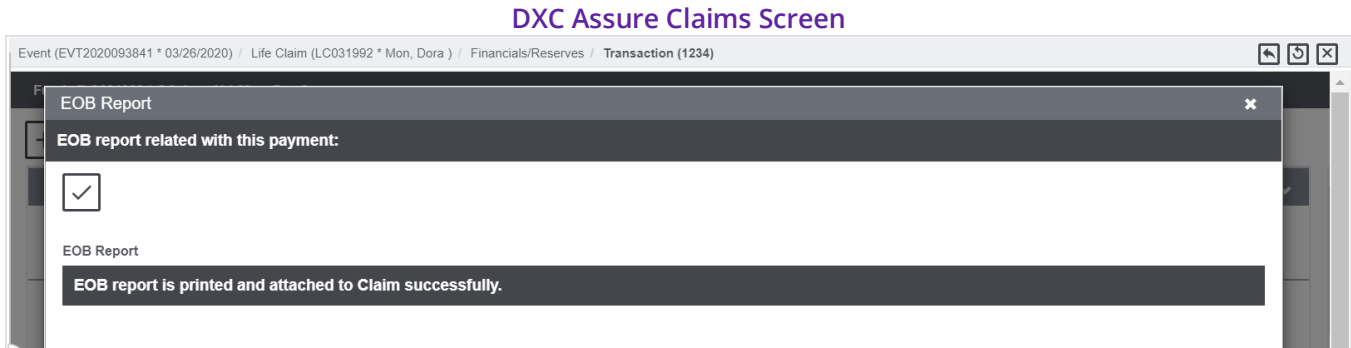 DXC Assure Claims Screen
Event (EVT2020093841 * 03/26/2020) / Life Claim (LC031992 * Mon, Dora ) / Financials/Reserves / Transaction (1234)
EOB Report
EOB report related with this payment:
EOB Report
EOB report is printed and attached to Claim successfully.